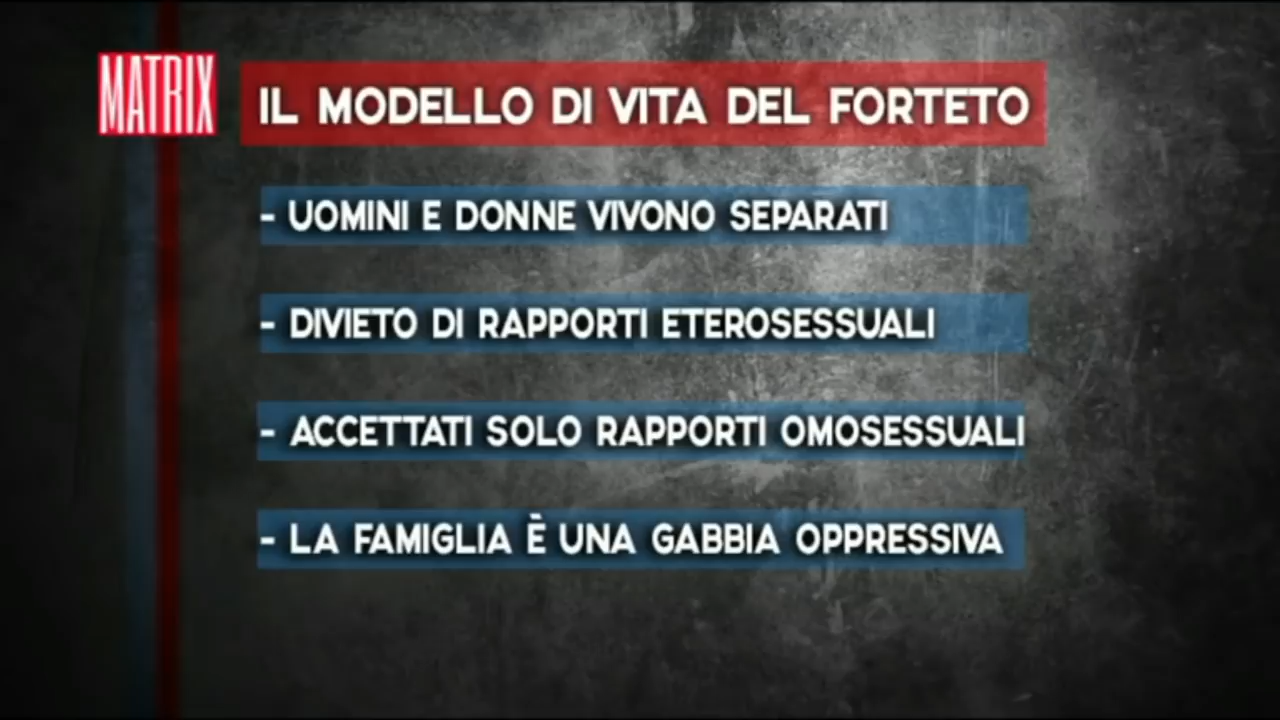 MATRIX
IL MODELLO DI VITA DEL FORTETO
- UOMINI E DONNE VIVONO SEPARATI
- DIVIETO DI RAPPORTI ETEROSESSUALI
- ACCETTATI SOLO RAPPORTI OMOSESSUALI
- LA FAMIGLIA È UNA GABBIA OPPRESSIVA